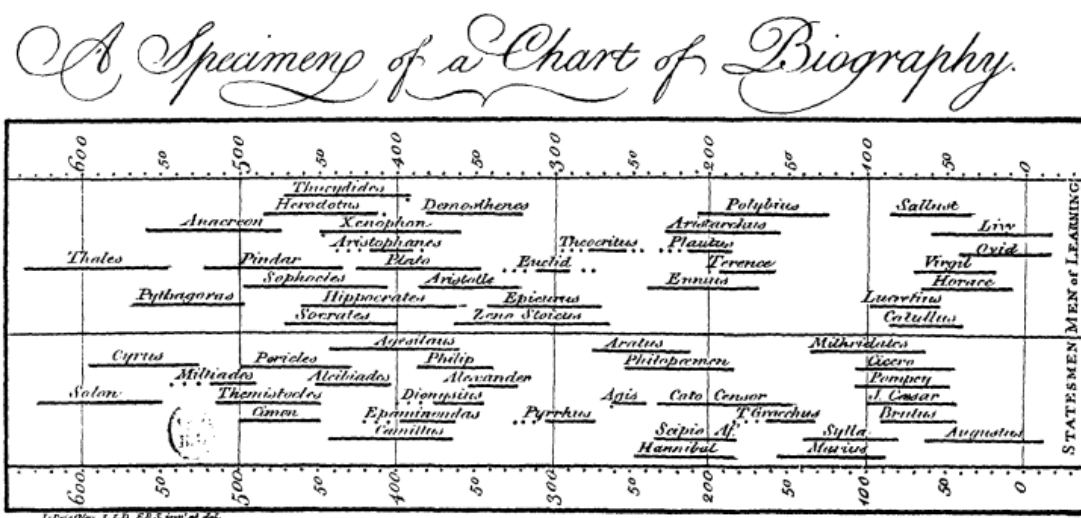 A Specimen of a Chart of Biography.
600 50 500 50 400 50 300 50 200 50 100 50 0
Thucydides
Herodotus Demosthenes Polybius Sallust
Anacreon Xenophon Aristarchus Livy
Aristophanes Theocritus Plautus Ovid
Thales Pindar Plato Euclid Terence Virgil
Sophocles Aristotle Ennius Horace
Pythagoras Hippocrates Epicurus Lucretius
Socrates Zeno Stoicus Catullus
MEN of LEARNING
Agesilaus Aratus Mithridates
Cyrus Pericles Philip Philopœmen Cicero
Miltiades Alcibiades Alexander Pompey
Solon Themistocles Dionysius Agis Cato Censor J. Cæsar
Cimon Epaminondas Pyrrhus T. Gracchus Brutus
Camillus Scipio Af. Sylla Augustus
Hannibal Marius
STATESMEN
600 50 500 50 400 50 300 50 200 50 100 50 0